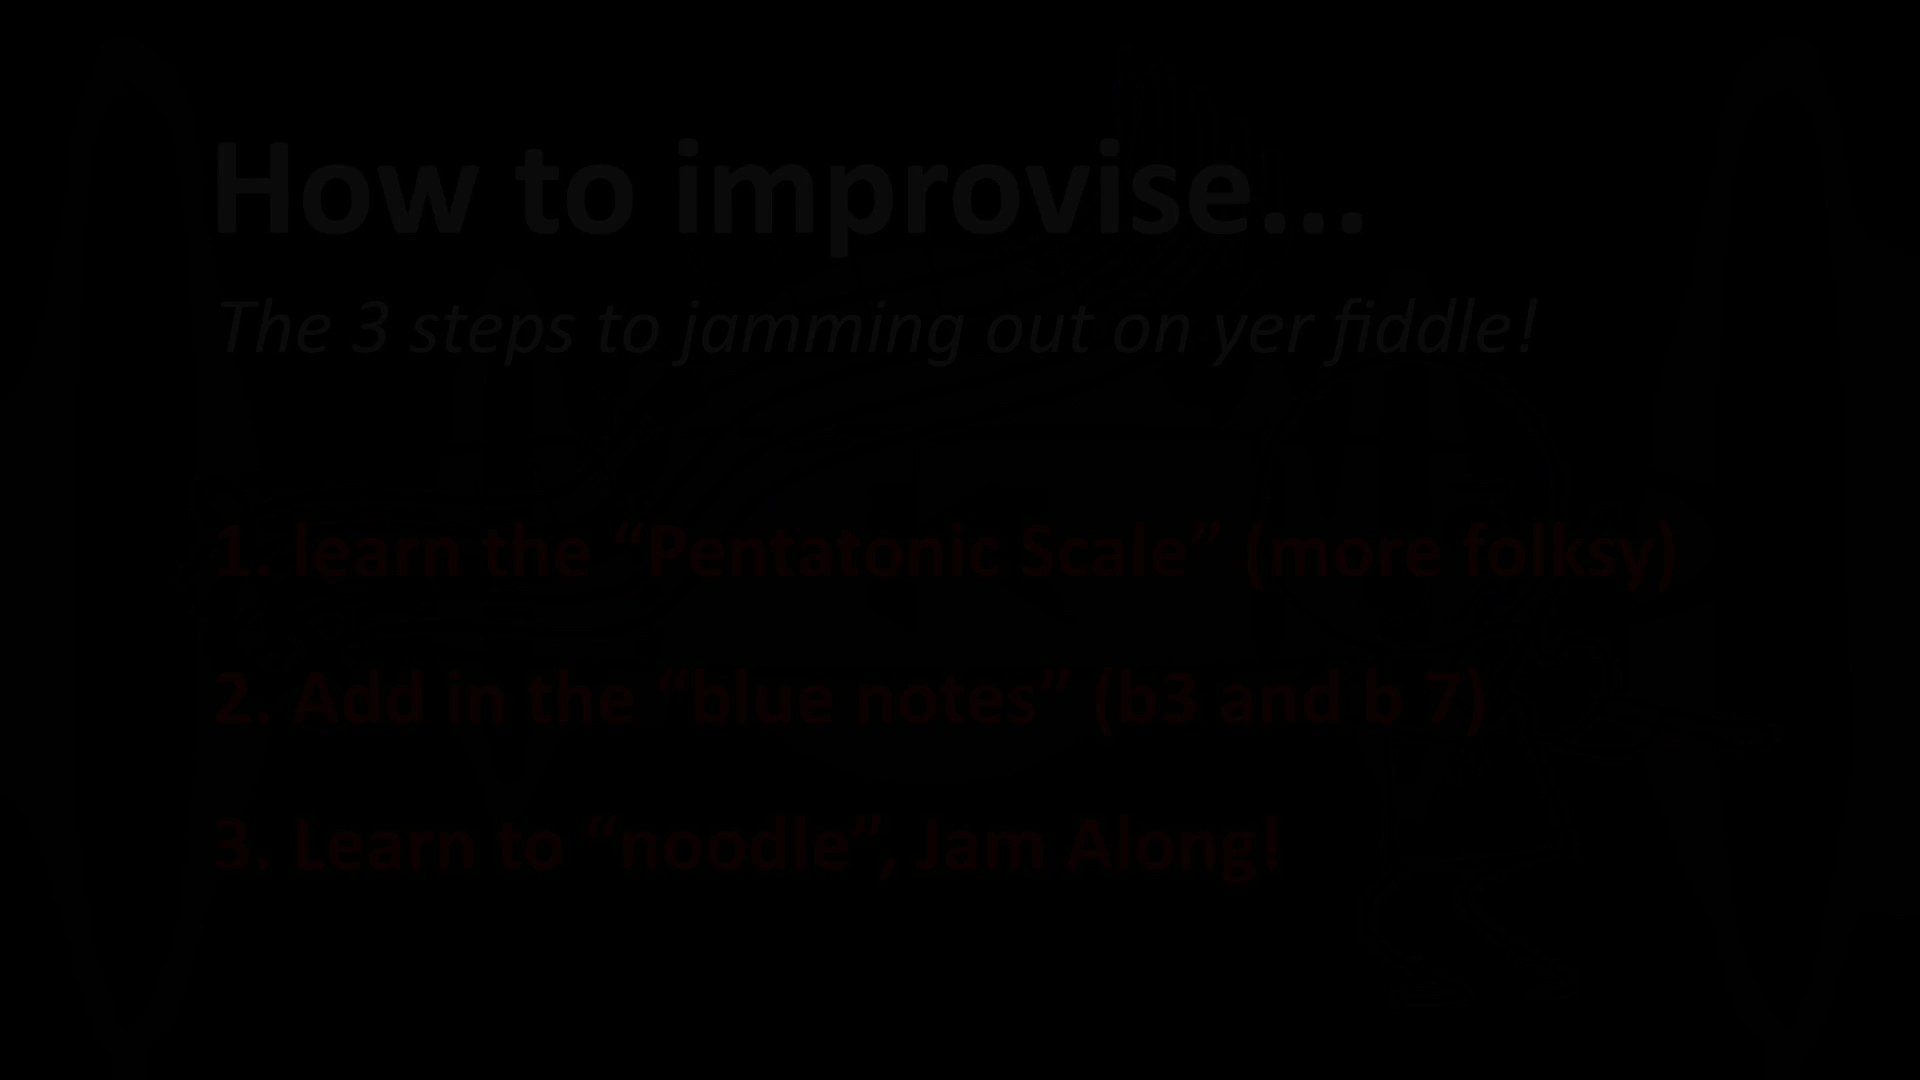 How to improvise...
The 3 steps to jamming out on yer fiddle!
1. learn the “Pentatonic Scale” (more folksy)
2. Add in the “blue notes” (b3 and b 7)
3. Learn to “noodle”, Jam Along!